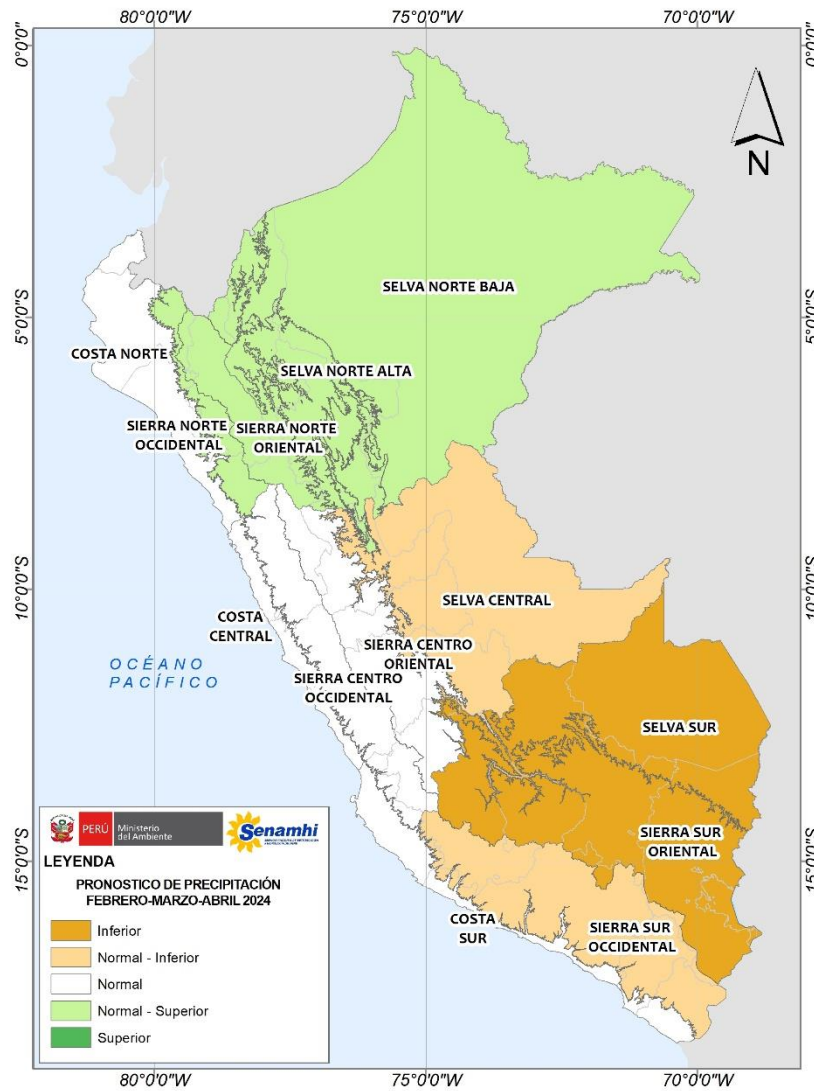 80°0'0"W 75°0'0"W 70°0'0"W
0°0'0" 0°0'0"
N
SELVA NORTE BAJA
5°0'0"S 5°0'0"S
COSTA NORTE
SELVA NORTE ALTA
SIERRA NORTE
OCCIDENTAL
SIERRA NORTE
ORIENTAL
10°0'0"S 10°0'0"S
SELVA CENTRAL
COSTA
CENTRAL
SIERRA CENTRO
ORIENTAL
OCÉANO
PACÍFICO
SIERRA CENTRO
OCCIDENTAL
SELVA SUR
SIERRA SUR
ORIENTAL
15°0'0"S 15°0'0"S
COSTA
SUR
SIERRA SUR
OCCIDENTAL
PERÚ
Ministerio
del Ambiente
Senamhi
LEYENDA
PRONOSTICO DE PRECIPITACIÓN
FEBRERO-MARZO-ABRIL 2024
Inferior
Normal - Inferior
Normal
Normal - Superior
Superior
80°0'0"W 75°0'0"W 70°0'0"W